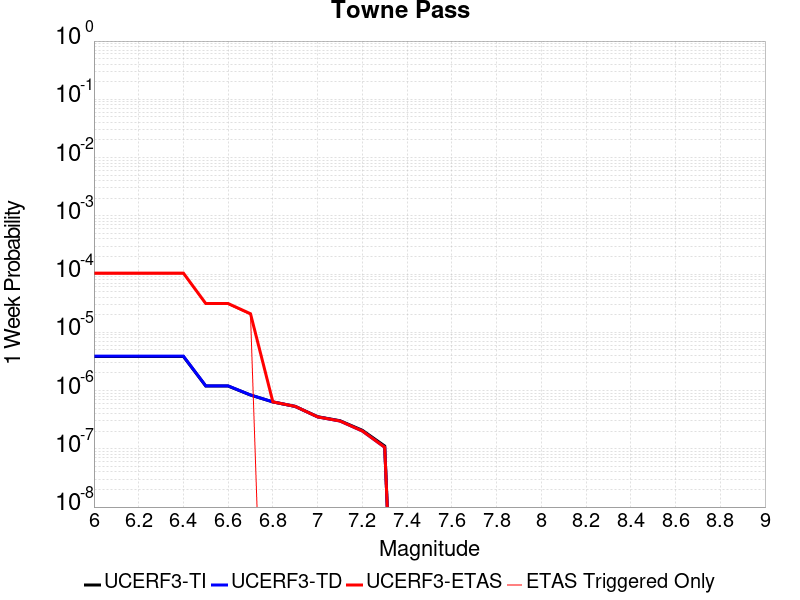 Towne Pass
10^0
10^-1
10^-2
10^-3
10^-4
10^-5
10^-6
10^-7
10^-8
1 Week Probability
6 6.2 6.4 6.6 6.8 7 7.2 7.4 7.6 7.8 8 8.2 8.4 8.6 8.8 9
Magnitude
UCERF3-TI UCERF3-TD UCERF3-ETAS ETAS Triggered Only